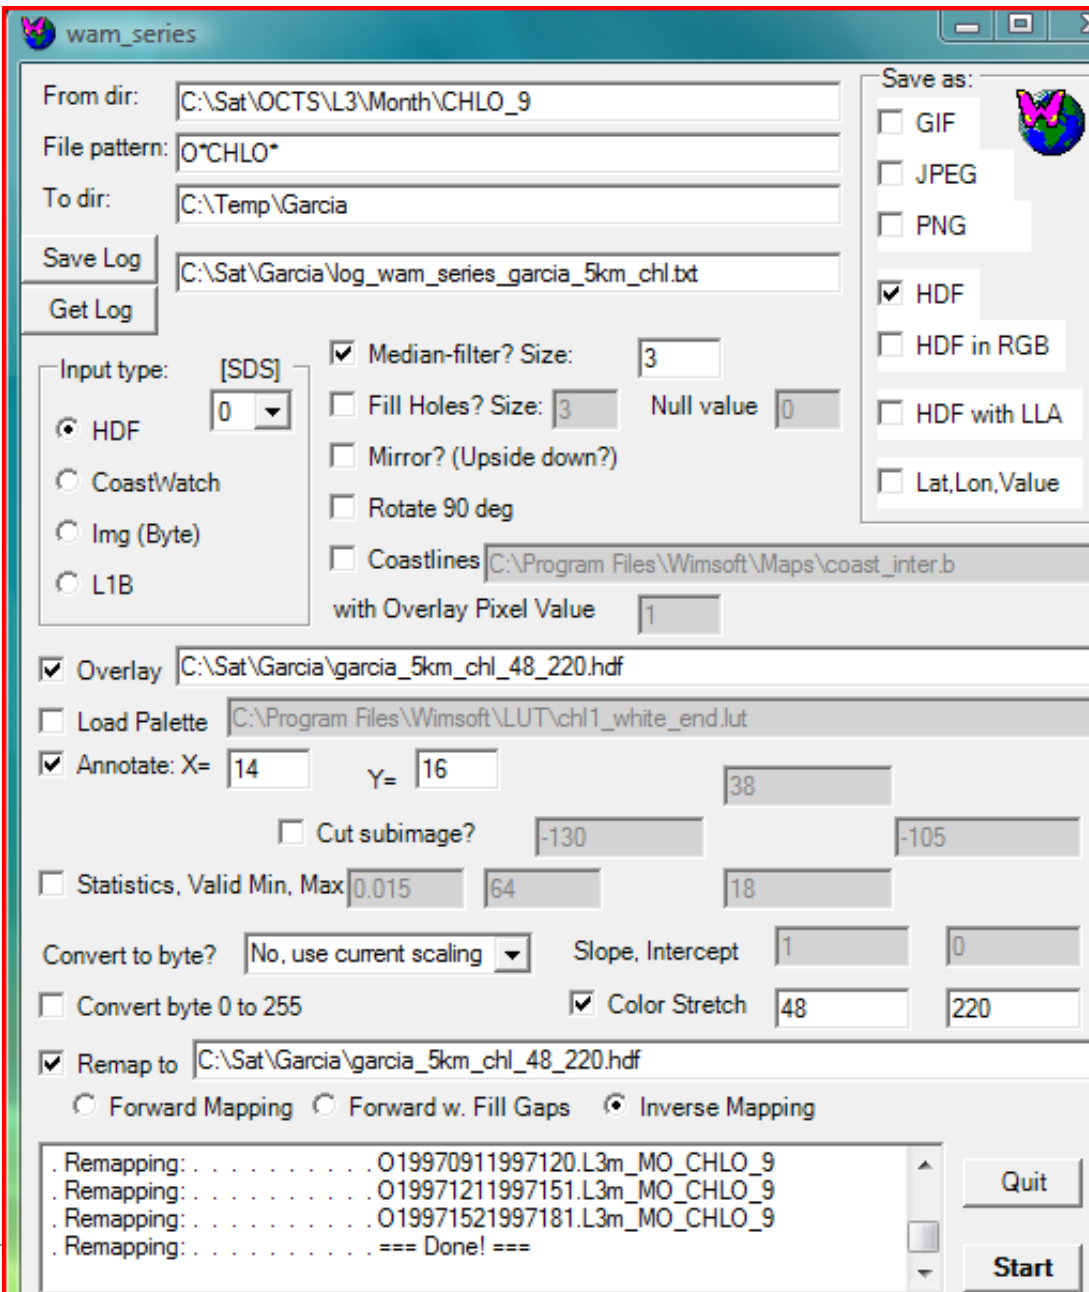 wam_series
From dir: C:\Sat\OCTS\L3\Month\CHLO_9
File pattern: O*CHLO*
To dir: C:\Temp\Garcia
Save Log C:\Sat\Garcia\log_wam_series_garcia_5km_chl.txt
Get Log
Save as:
GIF
JPEG
PNG
HDF
HDF in RGB
HDF with LLA
Lat,Lon,Value
Input type: [SDS]
0
HDF
CoastWatch
Img (Byte)
L1B
Median-filter? Size: 3
Fill Holes? Size: 3 Null value 0
Mirror? (Upside down?)
Rotate 90 deg
Coastlines C:\Program Files\Wimsoft\Maps\coast_inter.b
with Overlay Pixel Value 1
Overlay C:\Sat\Garcia\garcia_5km_chl_48_220.hdf
Load Palette C:\Program Files\Wimsoft\LUT\chl1_white_end.lut
Annotate: X= 14 Y= 16
38
Cut subimage? -130 -105
Statistics, Valid Min, Max 0.015 64 18
Convert to byte? No, use current scaling Slope, Intercept 1 0
Convert byte 0 to 255 Color Stretch 48 220
Remap to C:\Sat\Garcia\garcia_5km_chl_48_220.hdf
Forward Mapping Forward w. Fill Gaps Inverse Mapping
. Remapping: . . . . . . . . . . O19970911997120.L3m_MO_CHLO_9
. Remapping: . . . . . . . . . . O19971211997151.L3m_MO_CHLO_9
. Remapping: . . . . . . . . . . O19971521997181.L3m_MO_CHLO_9
. Remapping: . . . . . . . . . . === Done! ===
Quit
Start